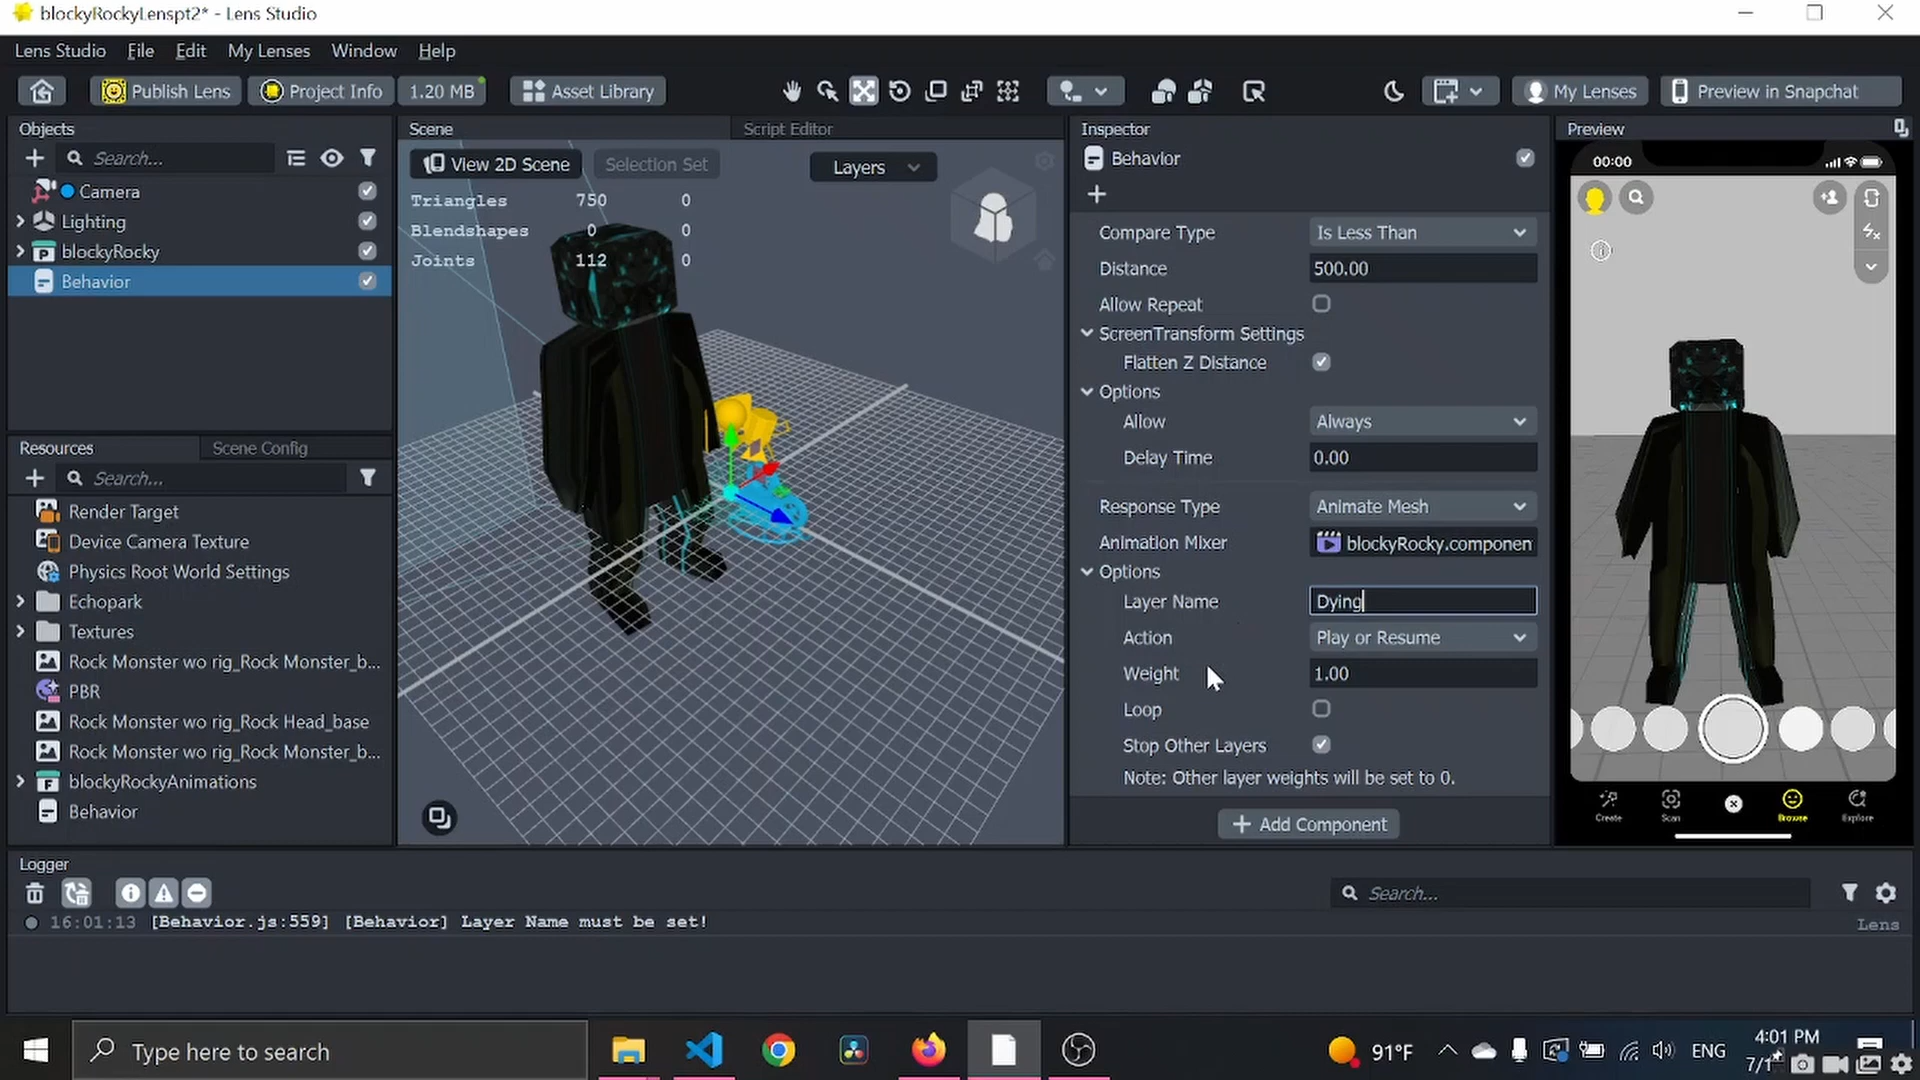 blockyRockyLenspt2* - Lens Studio
Lens Studio File Edit My Lenses Window Help
Publish Lens Project Info 1.20 MB Asset Library My Lenses Preview in Snapchat
Objects
Search...
Camera
Lighting
blockyRocky
Behavior
Resources Scene Config
Search...
Render Target
Device Camera Texture
Physics Root World Settings
Echopark
Textures
Rock Monster wo rig_Rock Monster_b...
PBR
Rock Monster wo rig_Rock Head_base
Rock Monster wo rig_Rock Monster_b...
blockyRockyAnimations
Behavior
Scene Script Editor
View 2D Scene Selection Set Layers
Triangles 750 0
Blendshapes 0 0
Joints 112 0
Inspector
Behavior
Compare Type Is Less Than
Distance 500.00
Allow Repeat
ScreenTransform Settings
Flatten Z Distance
Options
Allow Always
Delay Time 0.00
Response Type Animate Mesh
Animation Mixer blockyRocky.componen
Options
Layer Name Dying
Action Play or Resume
Weight 1.00
Loop
Stop Other Layers
Note: Other layer weights will be set to 0.
Add Component
Preview
00:00
Create Scan Browse Explore
Logger
Search...
16:01:13 [Behavior.js:559] [Behavior] Layer Name must be set!
Lens
Type here to search
91°F ENG
4:01 PM
7/1